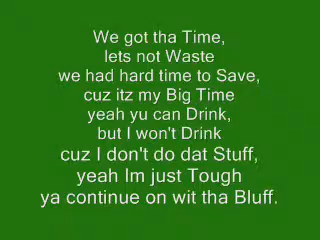 We got tha Time,
lets not Waste
we had hard time to Save,
cuz itz my Big Time
yeah yu can Drink,
but I won't Drink
cuz I don't do dat Stuff,
yeah Im just Tough
ya continue on wit tha Bluff.